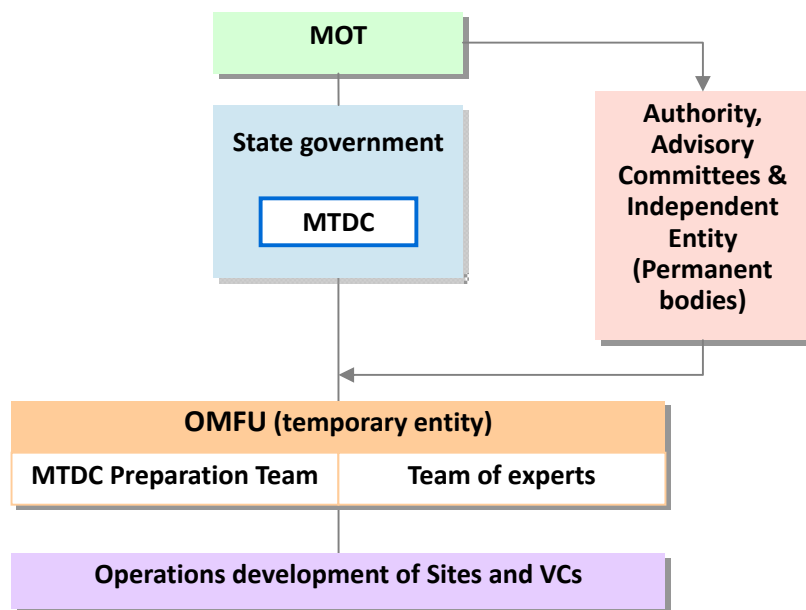 MOT
State government
MTDC
Authority,
Advisory
Committees &
Independent
Entity
(Permanent
bodies)
OMFU (temporary entity)
MTDC Preparation Team
Team of experts
Operations development of Sites and VCs